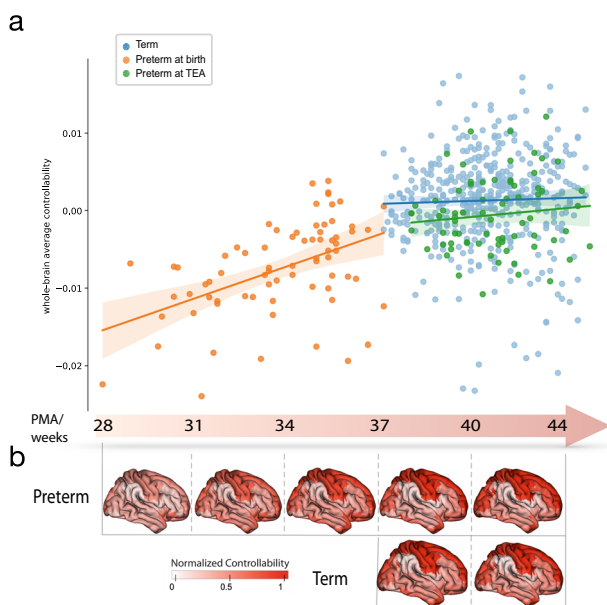 a
Term
Preterm at birth
Preterm at TEA
whole-brain average controllability
0.01
0.00
−0.01
−0.02
PMA/
weeks
28 31 34 37 40 44
b
Preterm
Normalized Controllability
0 0.5 1
Term